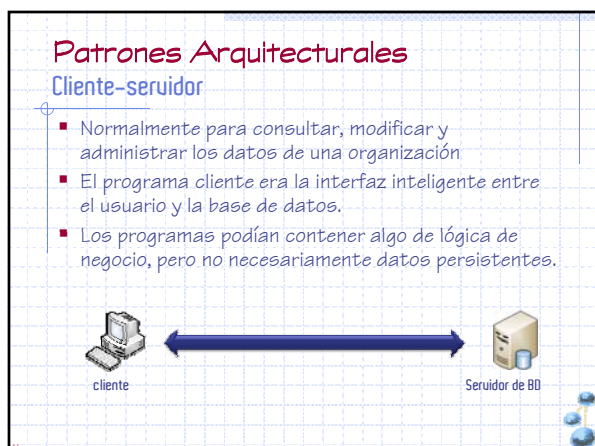 Patrones Arquitecturales
Cliente-servidor
Normalmente para consultar, modificar y
administrar los datos de una organización
El programa cliente era la interfaz inteligente entre
el usuario y la base de datos.
Los programas podían contener algo de lógica de
negocio, pero no necesariamente datos persistentes.
cliente
Servidor de BD